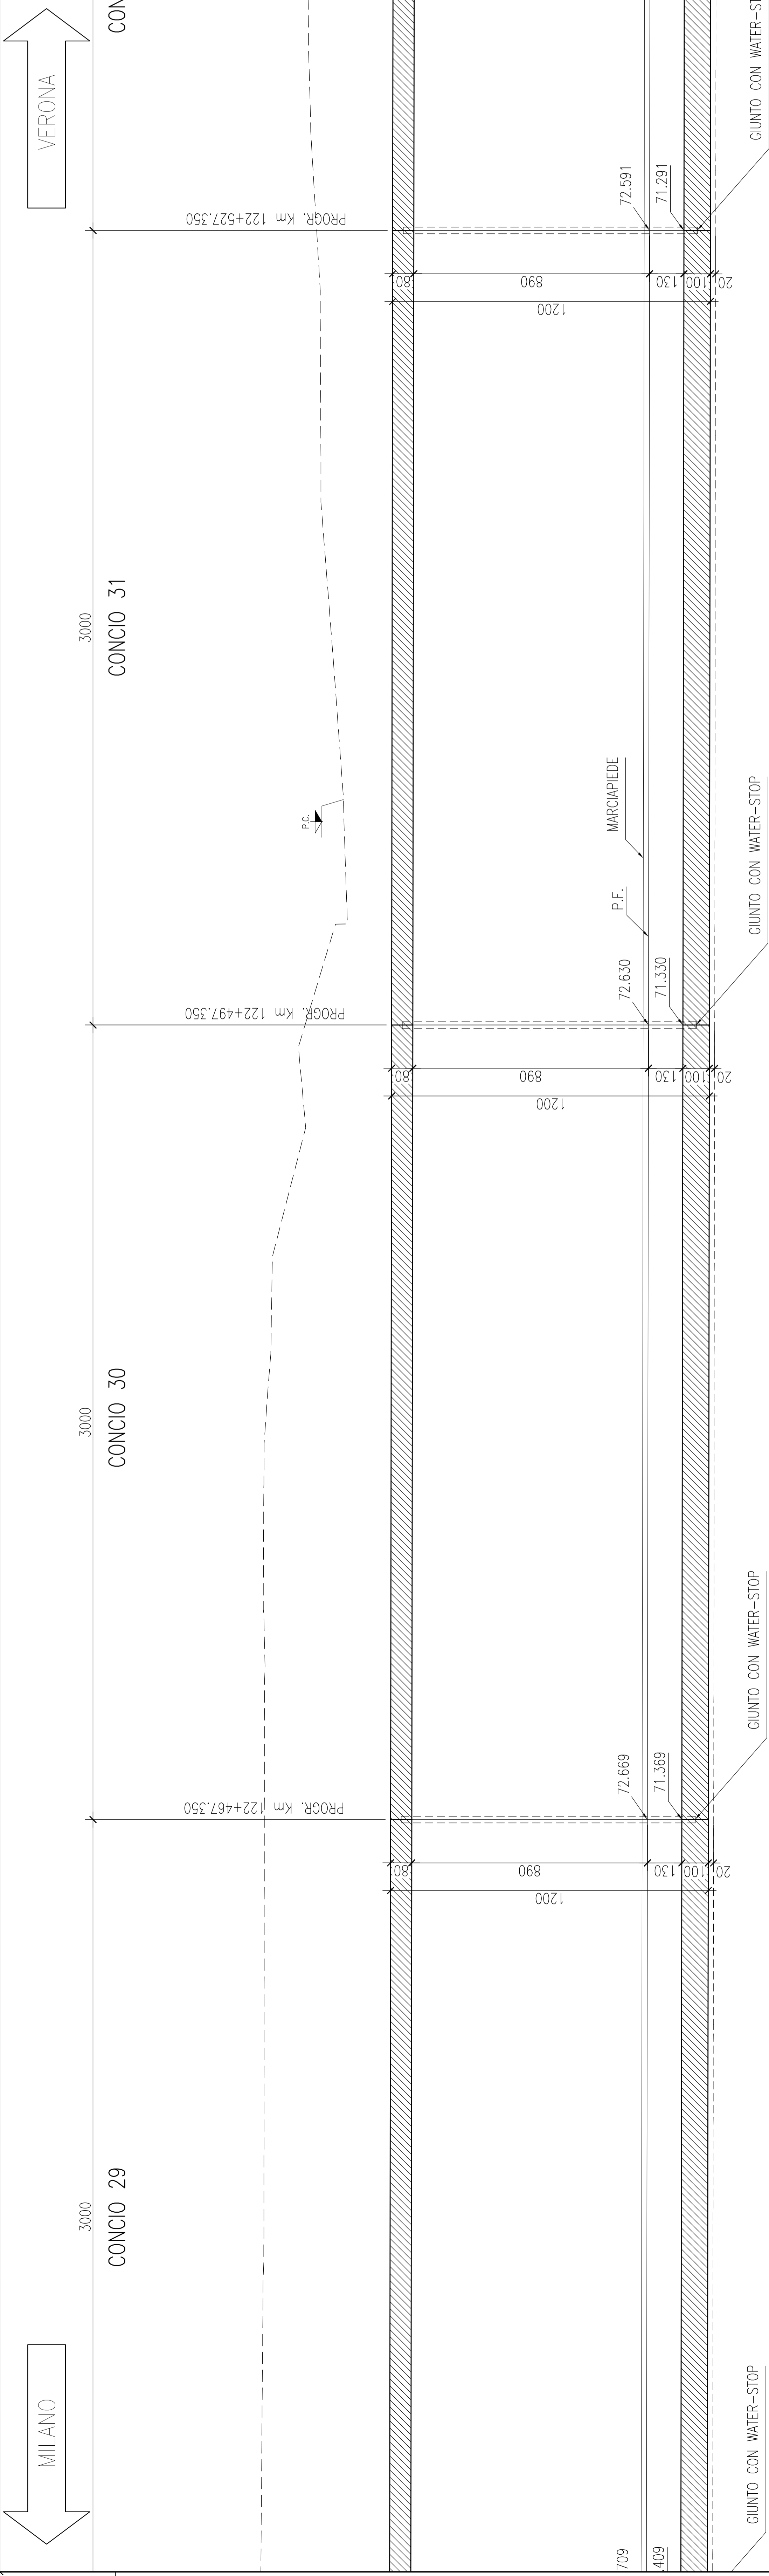 MILANO
VERONA
3000
3000
3000
CONCIO 29
CONCIO 30
CONCIO 31
CON
PROGR. Km 122+467.350
PROGR. Km 122+497.350
PROGR. Km 122+527.350
P.C.
80
890
130
100
20
1200
80
890
130
100
20
1200
80
890
130
100
20
1200
MARCIAPIEDE
P.F.
709
.409
72.669
71.369
72.630
71.330
72.591
71.291
GIUNTO CON WATER-STOP
GIUNTO CON WATER-STOP
GIUNTO CON WATER-STOP
GIUNTO CON WATER-ST